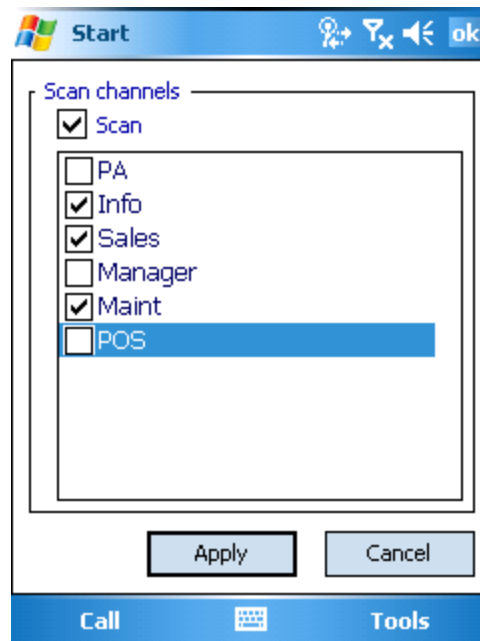 Start
ok
Scan channels
Scan
PA
Info
Sales
Manager
Maint
POS
Apply
Cancel
Call
Tools